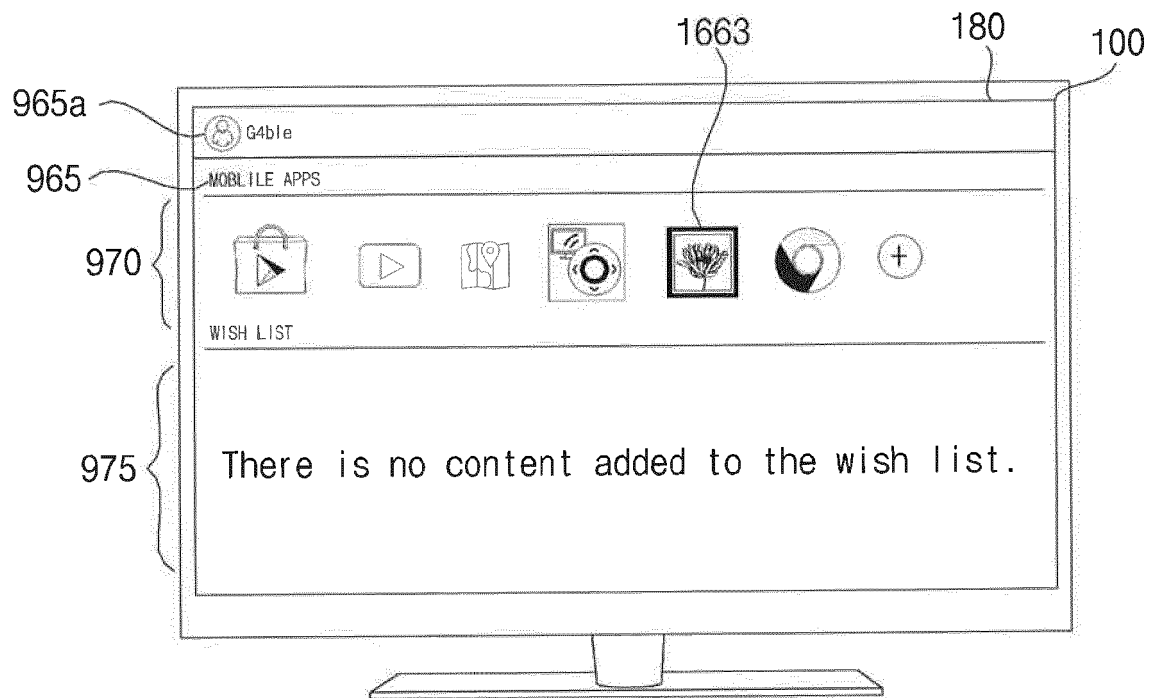 1663
180
100
965a
G4ble
965
MOBLILE APPS
970
WISH LIST
975
There is no content added to the wish list.